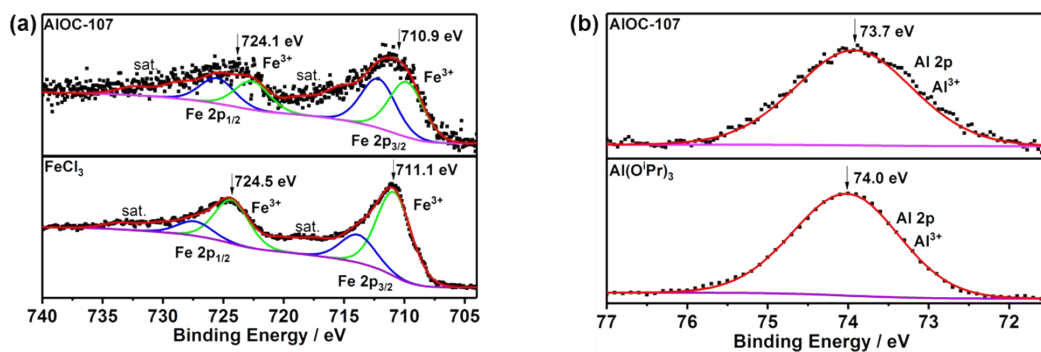 (a)
AlOC-107
724.1 eV
710.9 eV
sat.
Fe³⁺
sat.
Fe³⁺
Fe 2p₁/₂
Fe 2p₃/₂
FeCl₃
724.5 eV
711.1 eV
sat.
Fe³⁺
sat.
Fe³⁺
Fe 2p₁/₂
Fe 2p₃/₂
740 735 730 725 720 715 710 705
Binding Energy / eV
(b)
AlOC-107
73.7 eV
Al 2p
Al³⁺
Al(OⁱPr)₃
74.0 eV
Al 2p
Al³⁺
77 76 75 74 73 72
Binding Energy / eV